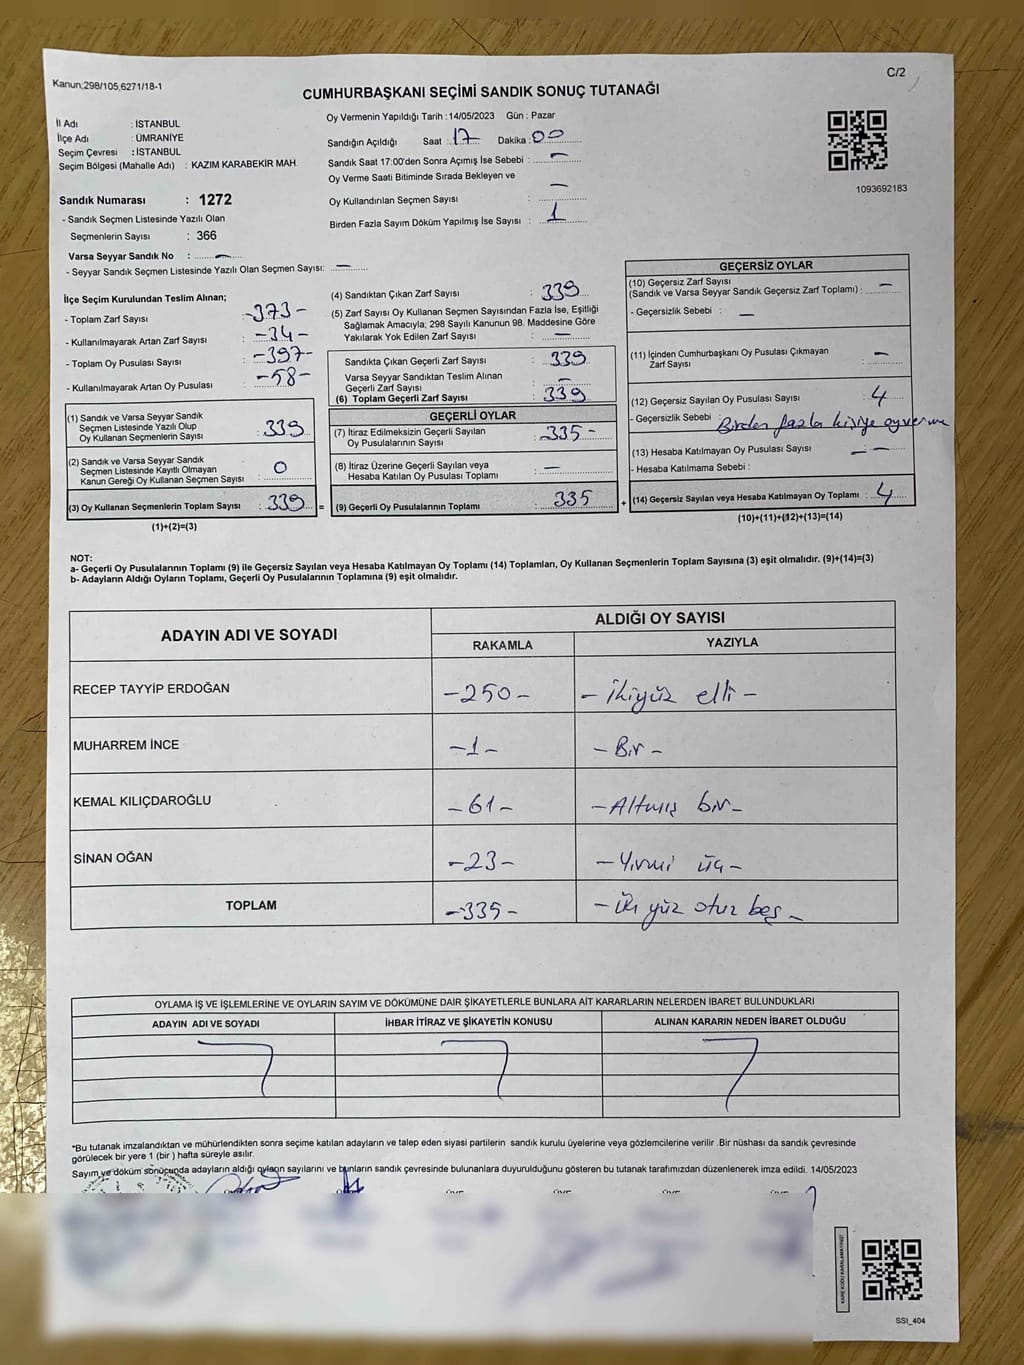 C/2
Kanun;298/105,6271/18-1
CUMHURBAŞKANI SEÇİMİ SANDIK SONUÇ TUTANAĞI
İl Adı : İSTANBUL
İlçe Adı : ÜMRANİYE
Seçim Çevresi : İSTANBUL
Seçim Bölgesi (Mahalle Adı) : KAZIM KARABEKİR MAH.
Sandık Numarası : 1272
- Sandık Seçmen Listesinde Yazılı Olan
Seçmenlerin Sayısı : 366
Varsa Seyyar Sandık No : —
- Seyyar Sandık Seçmen Listesinde Yazılı Olan Seçmen Sayısı: —
Oy Vermenin Yapıldığı Tarih : 14/05/2023 Gün : Pazar
Sandığın Açıldığı Saat : 17 Dakika : 00
Sandık Saat 17:00'den Sonra Açımış İse Sebebi : —
Oy Verme Saati Bitiminde Sırada Bekleyen ve
Oy Kullandırılan Seçmen Sayısı : —
Birden Fazla Sayım Döküm Yapılmış İse Sayısı : 1
1093692183
İlçe Seçim Kurulundan Teslim Alınan;
- Toplam Zarf Sayısı : -373-
- Kullanılmayarak Artan Zarf Sayısı : -34-
- Toplam Oy Pusulası Sayısı : -397-
- Kullanılmayarak Artan Oy Pusulası : -58-
(1) Sandık ve Varsa Seyyar Sandık
Seçmen Listesinde Yazılı Olup
Oy Kullanan Seçmenlerin Sayısı : 339
(2) Sandık ve Varsa Seyyar Sandık
Seçmen Listesinde Kayıtlı Olmayan
Kanun Gereği Oy Kullanan Seçmen Sayısı : 0
(3) Oy Kullanan Seçmenlerin Toplam Sayısı : 339 =
(1)+(2)=(3)
(4) Sandıktan Çıkan Zarf Sayısı : 339
(5) Zarf Sayısı Oy Kullanan Seçmen Sayısından Fazla İse, Eşitliği
Sağlamak Amacıyla; 298 Sayılı Kanunun 98. Maddesine Göre
Yakılarak Yok Edilen Zarf Sayısı : —
Sandıkta Çıkan Geçerli Zarf Sayısı : 339
Varsa Seyyar Sandıktan Teslim Alınan
Geçerli Zarf Sayısı : —
(6) Toplam Geçerli Zarf Sayısı : 339
GEÇERLİ OYLAR
(7) İtiraz Edilmeksizin Geçerli Sayılan
Oy Pusulalarının Sayısı : 335-
(8) İtiraz Üzerine Geçerli Sayılan veya
Hesaba Katılan Oy Pusulası Toplamı : —
(9) Geçerli Oy Pusulalarının Toplamı : 335 +
GEÇERSİZ OYLAR
(10) Geçersiz Zarf Sayısı
(Sandık ve Varsa Seyyar Sandık Geçersiz Zarf Toplamı) : —
- Geçersizlik Sebebi : —
(11) İçinden Cumhurbaşkanı Oy Pusulası Çıkmayan
Zarf Sayısı : —
(12) Geçersiz Sayılan Oy Pusulası Sayısı : 4
- Geçersizlik Sebebi : Birden fazla kişiye oyverme
(13) Hesaba Katılmayan Oy Pusulası Sayısı : — —
- Hesaba Katılmama Sebebi :
(14) Geçersiz Sayılan veya Hesaba Katılmayan Oy Toplamı : 4
(10)+(11)+(12)+(13)=(14)
NOT:
a- Geçerli Oy Pusulalarının Toplamı (9) ile Geçersiz Sayılan veya Hesaba Katılmayan Oy Toplamı (14) Toplamları, Oy Kullanan Seçmenlerin Toplam Sayısına (3) eşit olmalıdır. (9)+(14)=(3)
b- Adayların Aldığı Oyların Toplamı, Geçerli Oy Pusulalarının Toplamına (9) eşit olmalıdır.
ADAYIN ADI VE SOYADI ALDIĞI OY SAYISI
RAKAMLA YAZIYLA
RECEP TAYYİP ERDOĞAN -250- - İkiyüz elli -
MUHARREM İNCE -1- - Bir -
KEMAL KILIÇDAROĞLU -61- - Altmış bir -
SİNAN OĞAN -23- - Yirmi üç -
TOPLAM -335- - İki yüz otuz beş -
OYLAMA İŞ VE İŞLEMLERİNE VE OYLARIN SAYIM VE DÖKÜMÜNE DAİR ŞİKAYETLERLE BUNLARA AİT KARARLARIN NELERDEN İBARET BULUNDUKLARI
ADAYIN ADI VE SOYADI İHBAR İTİRAZ VE ŞİKAYETİN KONUSU ALINAN KARARIN NEDEN İBARET OLDUĞU
*Bu tutanak imzalandıktan ve mühürlendikten sonra seçime katılan adayların ve talep eden siyasi partilerin sandık kurulu üyelerine veya gözlemcilerine verilir .Bir nüshası da sandık çevresinde
görülecek bir yere 1 (bir ) hafta süreyle asılır.
Sayım ve döküm sonucunda adayların aldığı oyların sayılarını ve bunların sandık çevresinde bulunanlara duyurulduğunu gösteren bu tutanak tarafımızdan düzenlenerek imza edildi. 14/05/2023
SSI_404